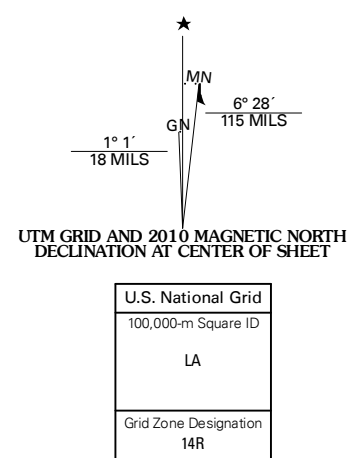 MN
6° 28´
115 MILS
GN
1° 1´
18 MILS
UTM GRID AND 2010 MAGNETIC NORTH
DECLINATION AT CENTER OF SHEET
U.S. National Grid
100,000-m Square ID
LA
Grid Zone Designation
14R